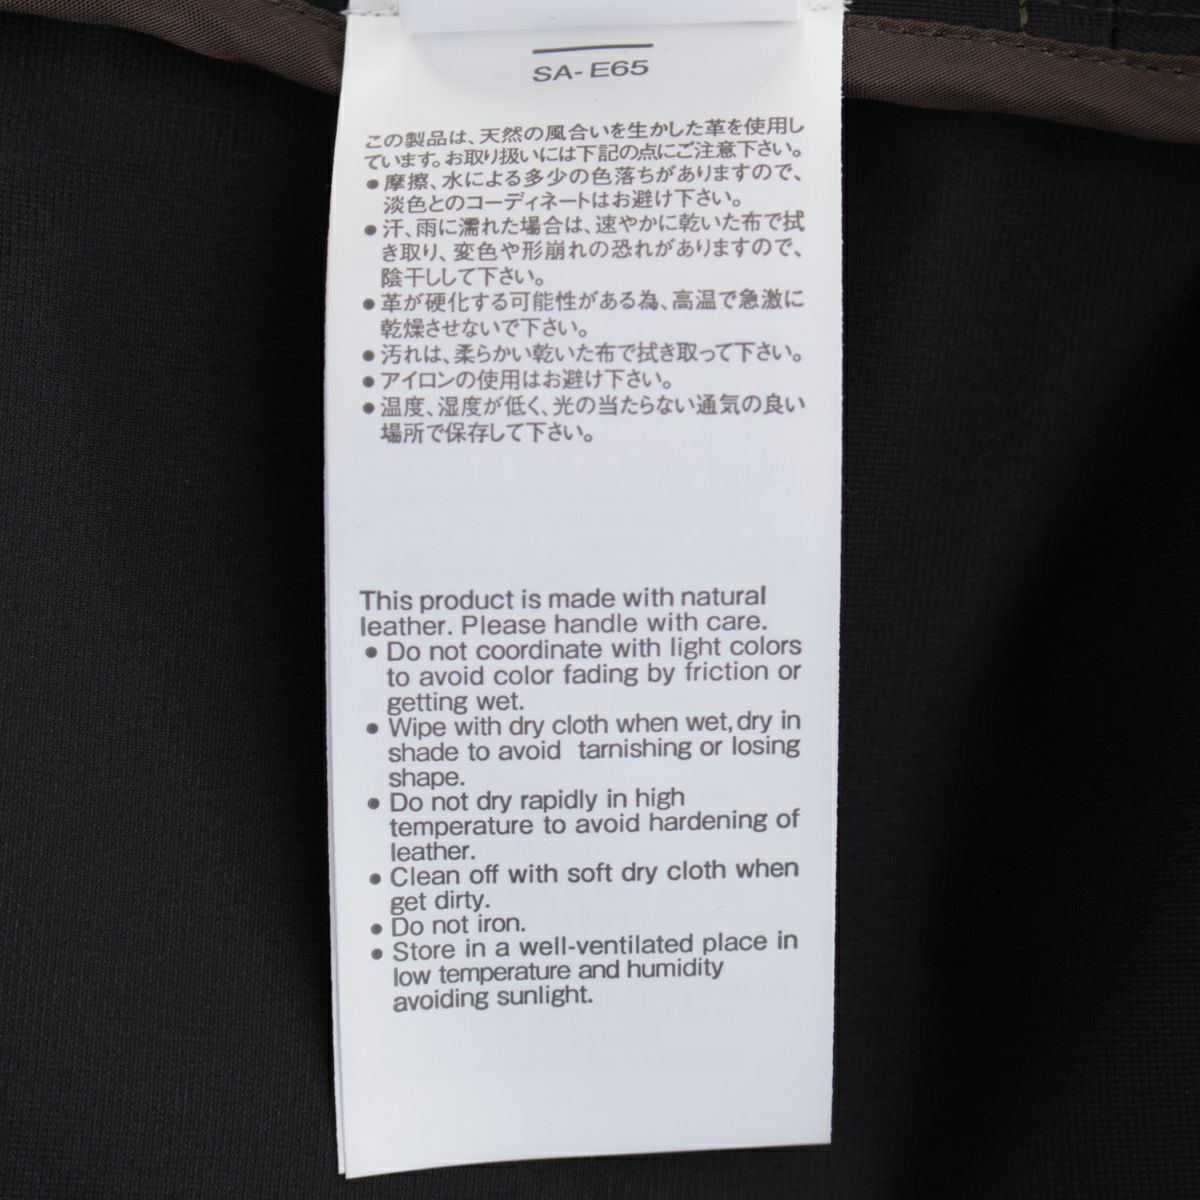 SA-E65
この製品は、天然の風合いを生かした革を使用し
ています。お取り扱いには下記の点にご注意下さい。
●摩擦、水による多少の色落ちがありますので、
淡色とのコーディネートはお避け下さい。
●汗、雨に濡れた場合は、速やかに乾いた布で拭
き取り、変色や形崩れの恐れがありますので、
陰干しして下さい。
●革が硬化する可能性がある為、高温で急激に
乾燥させないで下さい。
●汚れは、柔らかい乾いた布で拭き取って下さい。
●アイロンの使用はお避け下さい。
●温度、湿度が低く、光の当たらない通気の良い
場所で保存して下さい。
This product is made with natural
leather. Please handle with care.
● Do not coordinate with light colors
to avoid color fading by friction or
getting wet.
● Wipe with dry cloth when wet, dry in
shade to avoid tarnishing or losing
shape.
● Do not dry rapidly in high
temperature to avoid hardening of
leather.
● Clean off with soft dry cloth when
get dirty.
● Do not iron.
● Store in a well-ventilated place in
low temperature and humidity
avoiding sunlight.